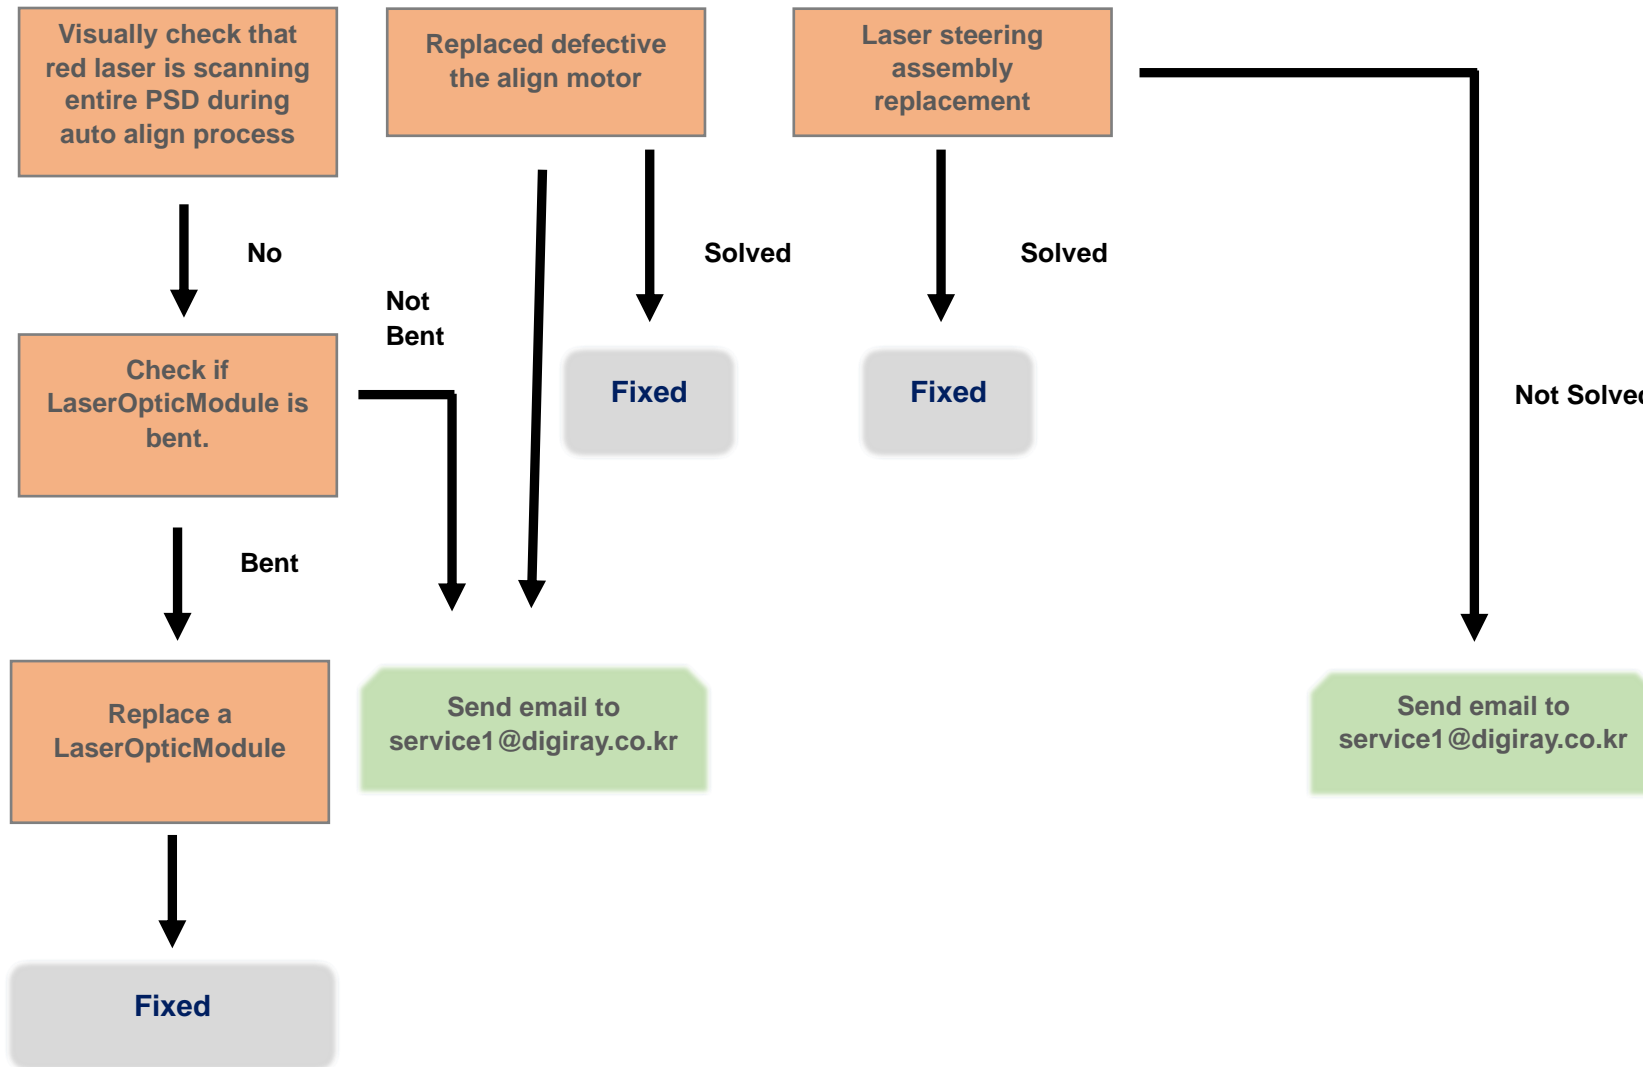 Visually check that
red laser is scanning
entire PSD during
auto align process
Replaced defective
the align motor
Laser steering
assembly
replacement
No
Solved
Solved
Not
Bent
Check if
LaserOpticModule is
bent.
Fixed
Fixed
Not Solved
Bent
Replace a
LaserOpticModule
Send email to
service1@digiray.co.kr
Send email to
service1@digiray.co.kr
Fixed